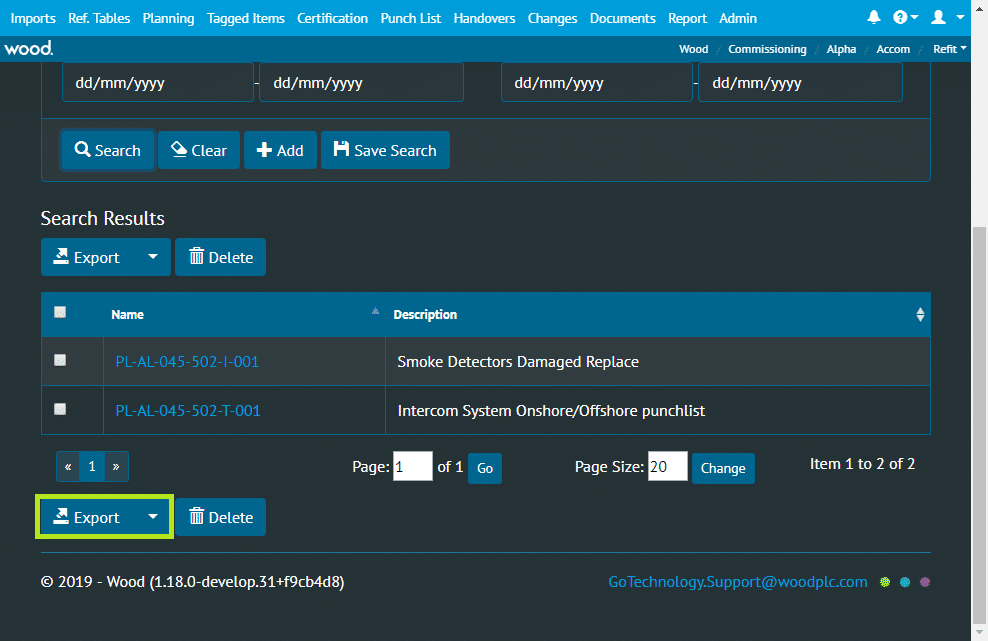 Imports Ref. Tables Planning Tagged Items Certification Punch List Handovers Changes Documents Report Admin
wood. Wood / Commissioning / Alpha / Accom / Refit
dd/mm/yyyy - dd/mm/yyyy dd/mm/yyyy - dd/mm/yyyy
Search Clear Add Save Search
Search Results
Export Delete
Name Description
PL-AL-045-502-I-001 Smoke Detectors Damaged Replace
PL-AL-045-502-T-001 Intercom System Onshore/Offshore punchlist
« 1 » Page: 1 of 1 Go Page Size: 20 Change Item 1 to 2 of 2
Export Delete
© 2019 - Wood (1.18.0-develop.31+f9cb4d8) GoTechnology.Support@woodplc.com